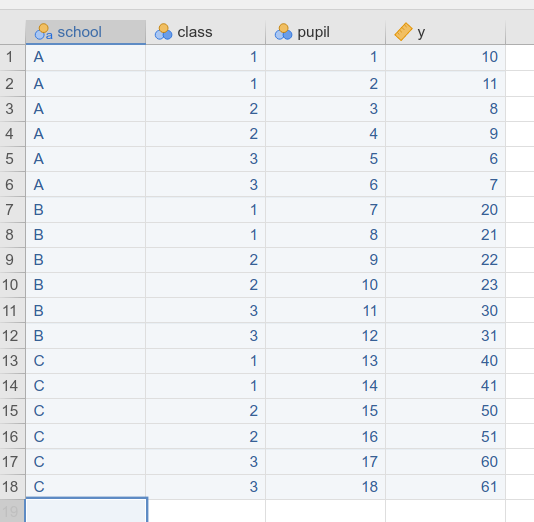 school class pupil y
1 A 1 1 10
2 A 1 2 11
3 A 2 3 8
4 A 2 4 9
5 A 3 5 6
6 A 3 6 7
7 B 1 7 20
8 B 1 8 21
9 B 2 9 22
10 B 2 10 23
11 B 3 11 30
12 B 3 12 31
13 C 1 13 40
14 C 1 14 41
15 C 2 15 50
16 C 2 16 51
17 C 3 17 60
18 C 3 18 61
19